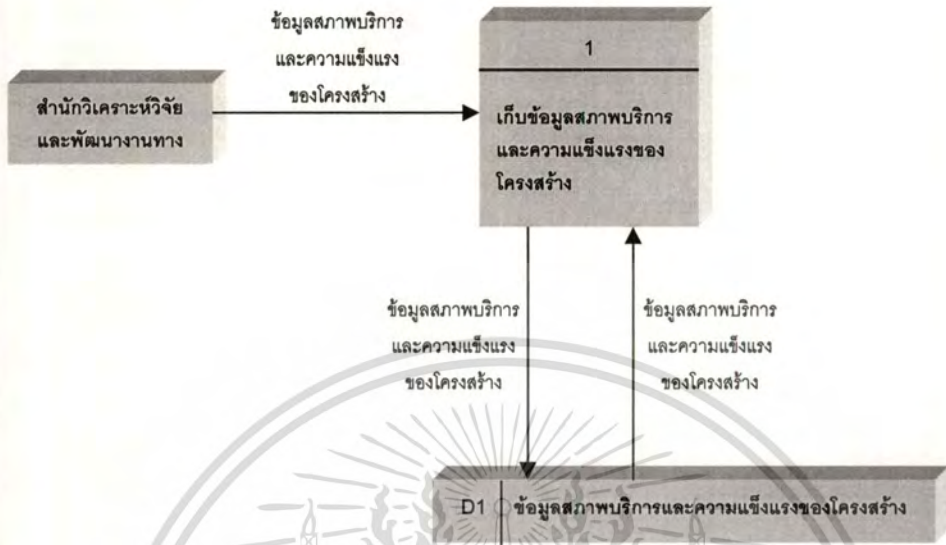 ข้อมูลสภาพบริการ
และความแข็งแรง
ของโครงสร้าง
สำนักวิเคราะห์วิจัย
และพัฒนางานทาง
1
เก็บข้อมูลสภาพบริการ
และความแข็งแรงของ
โครงสร้าง
ข้อมูลสภาพบริการ
และความแข็งแรง
ของโครงสร้าง
ข้อมูลสภาพบริการ
และความแข็งแรง
ของโครงสร้าง
D1 ข้อมูลสภาพบริการและความแข็งแรงของโครงสร้าง